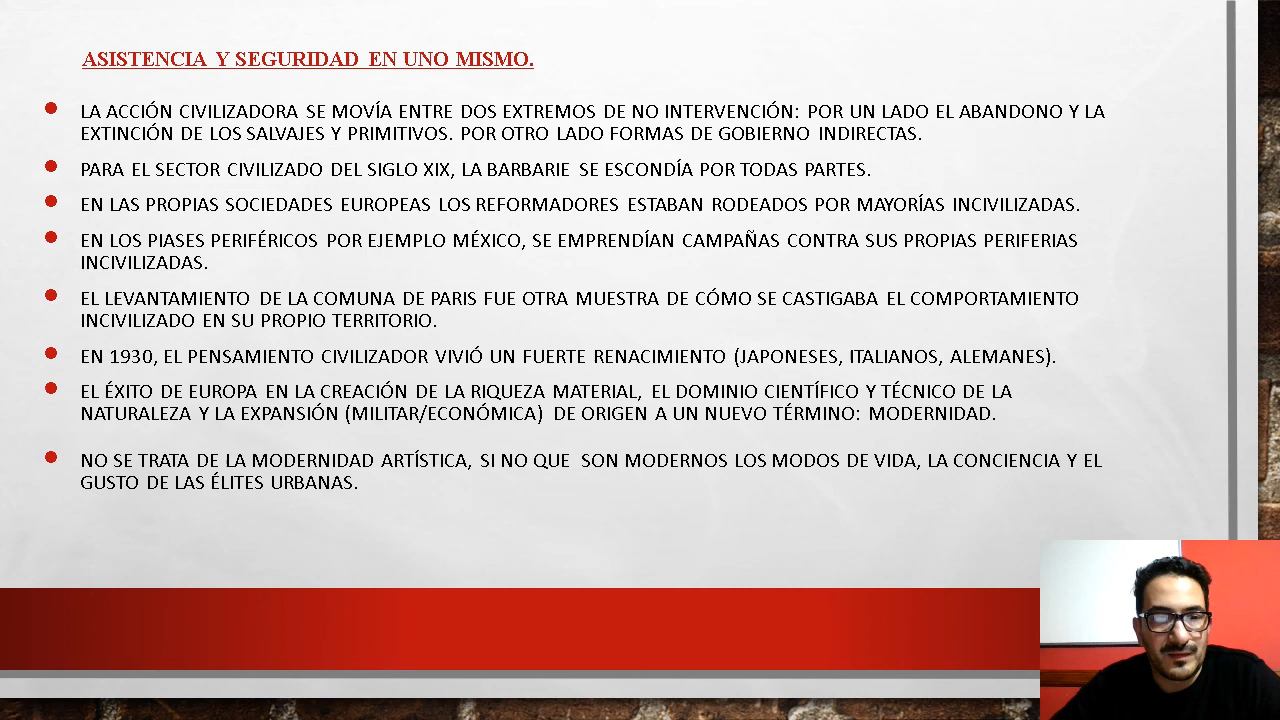 ASISTENCIA Y SEGURIDAD EN UNO MISMO.
LA ACCIÓN CIVILIZADORA SE MOVÍA ENTRE DOS EXTREMOS DE NO INTERVENCIÓN: POR UN LADO EL ABANDONO Y LA
EXTINCIÓN DE LOS SALVAJES Y PRIMITIVOS. POR OTRO LADO FORMAS DE GOBIERNO INDIRECTAS.
PARA EL SECTOR CIVILIZADO DEL SIGLO XIX, LA BARBARIE SE ESCONDÍA POR TODAS PARTES.
EN LAS PROPIAS SOCIEDADES EUROPEAS LOS REFORMADORES ESTABAN RODEADOS POR MAYORÍAS INCIVILIZADAS.
EN LOS PIASES PERIFÉRICOS POR EJEMPLO MÉXICO, SE EMPRENDÍAN CAMPAÑAS CONTRA SUS PROPIAS PERIFERIAS
INCIVILIZADAS.
EL LEVANTAMIENTO DE LA COMUNA DE PARIS FUE OTRA MUESTRA DE CÓMO SE CASTIGABA EL COMPORTAMIENTO
INCIVILIZADO EN SU PROPIO TERRITORIO.
EN 1930, EL PENSAMIENTO CIVILIZADOR VIVIÓ UN FUERTE RENACIMIENTO (JAPONESES, ITALIANOS, ALEMANES).
EL ÉXITO DE EUROPA EN LA CREACIÓN DE LA RIQUEZA MATERIAL, EL DOMINIO CIENTÍFICO Y TÉCNICO DE LA
NATURALEZA Y LA EXPANSIÓN (MILITAR/ECONÓMICA) DE ORIGEN A UN NUEVO TÉRMINO: MODERNIDAD.
NO SE TRATA DE LA MODERNIDAD ARTÍSTICA, SI NO QUE SON MODERNOS LOS MODOS DE VIDA, LA CONCIENCIA Y EL
GUSTO DE LAS ÉLITES URBANAS.